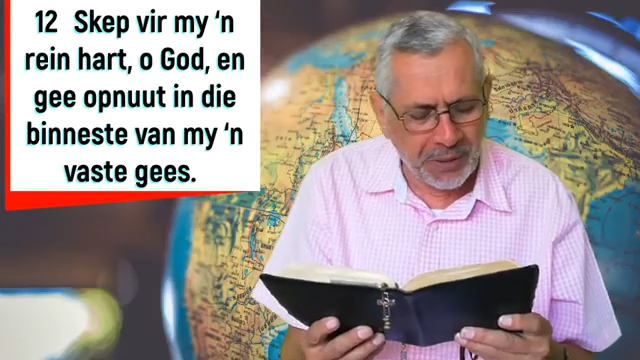 12 Skep vir my ‘n
rein hart, o God, en
gee opnuut in die
binneste van my ‘n
vaste gees.